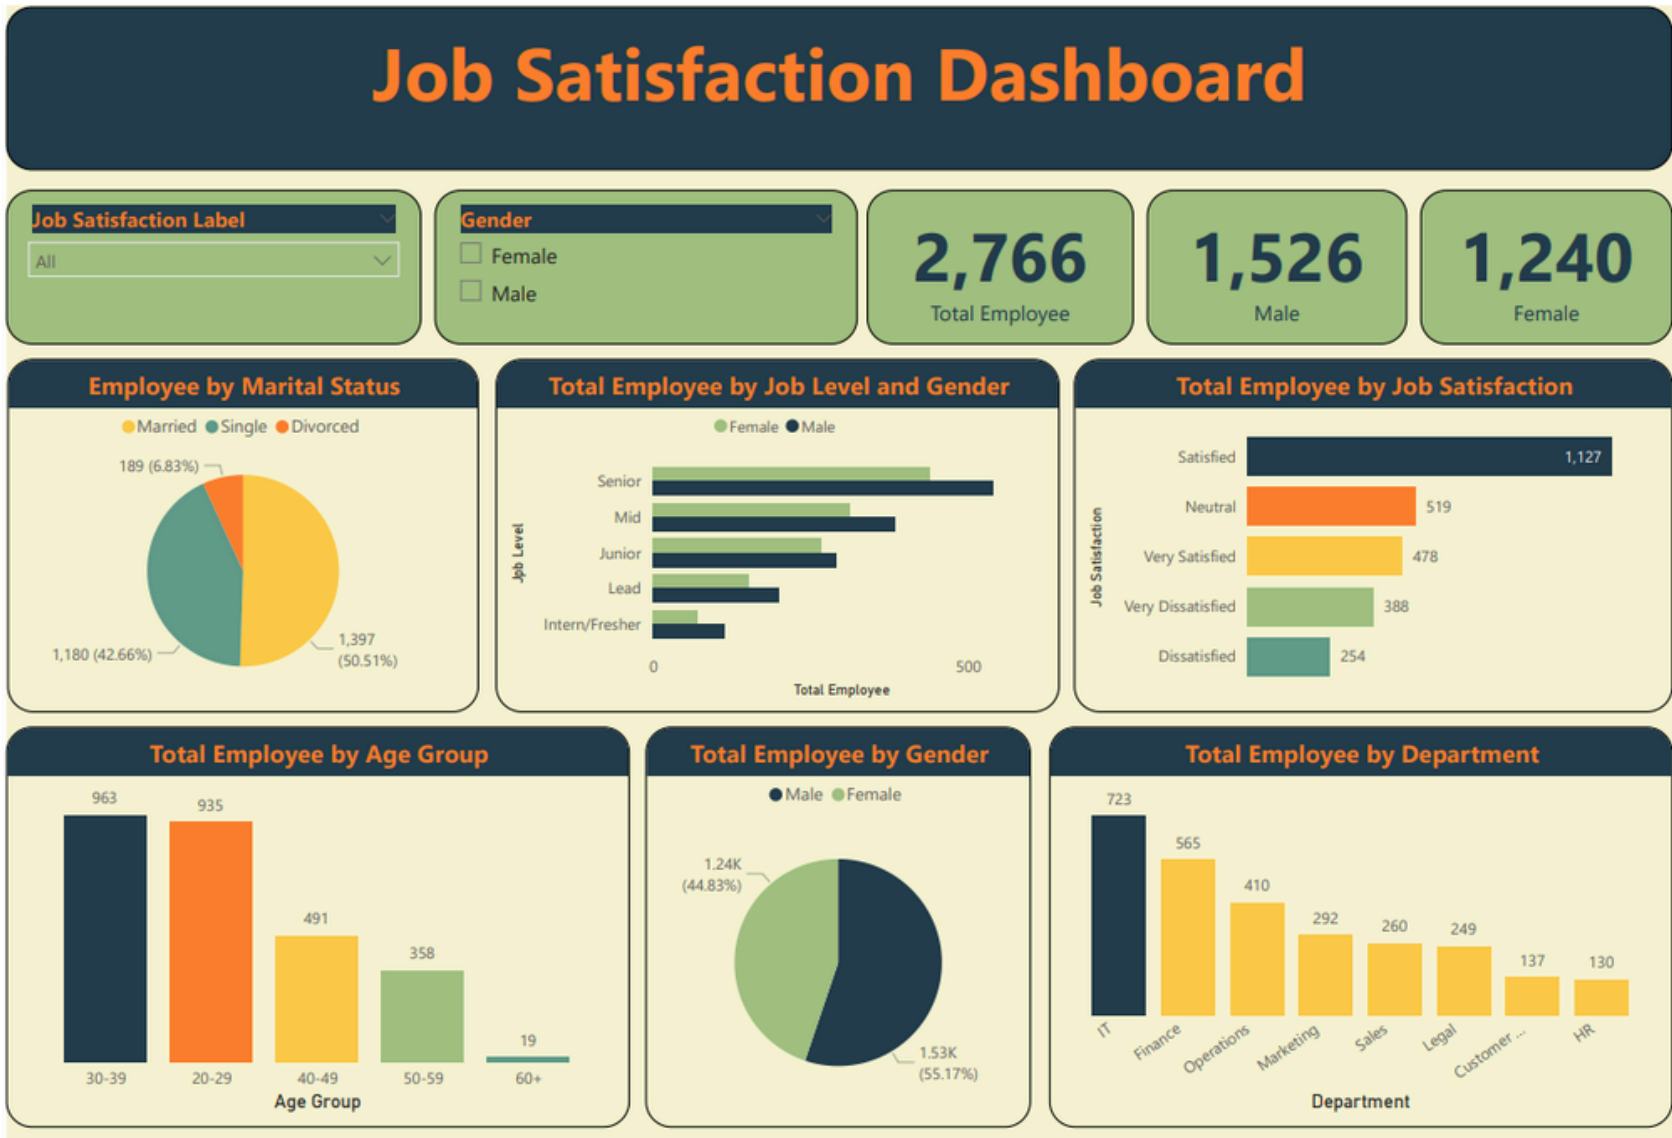 Job Satisfaction Dashboard
Job Satisfaction Label
All
Gender
Female
Male
2,766
Total Employee
1,526
Male
1,240
Female
Employee by Marital Status
Married Single Divorced
189 (6.83%)
1,180 (42.66%)
1,397
(50.51%)
Total Employee by Job Level and Gender
Female Male
Job Level
Senior
Mid
Junior
Lead
Intern/Fresher
0 500
Total Employee
Total Employee by Job Satisfaction
Job Satisfaction
Satisfied 1,127
Neutral 519
Very Satisfied 478
Very Dissatisfied 388
Dissatisfied 254
Total Employee by Age Group
963 935 491 358 19
30-39 20-29 40-49 50-59 60+
Age Group
Total Employee by Gender
Male Female
1.24K
(44.83%)
1.53K
(55.17%)
Total Employee by Department
723 565 410 292 260 249 137 130
IT Finance Operations Marketing Sales Legal Customer ... HR
Department